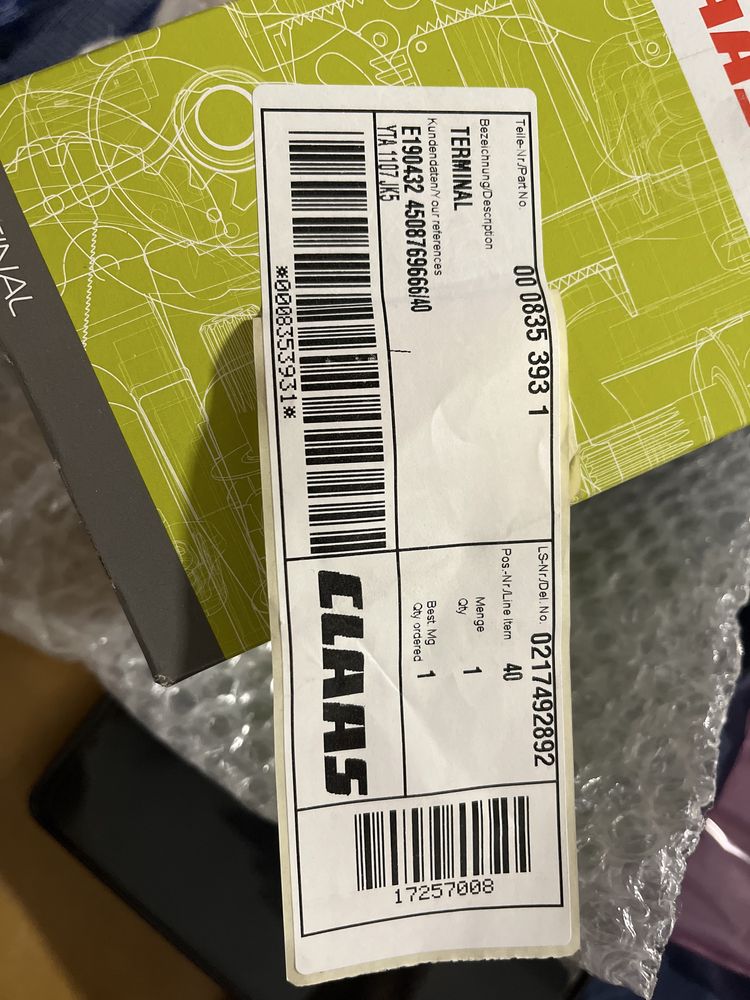 Teile-Nr./Part No.
00 0835 393 1
Bezeichnung/Description
TERMINAL
Kundendaten/Your references
E190432 4508769666/40
YTA 1107 JK5
*0008353931*
LS-Nr./Del. No. 0217492892
Pos.-Nr./Line Item 40
Menge
Qty 1
Best. Mg.
Qty ordered 1
CLAAS
17257008